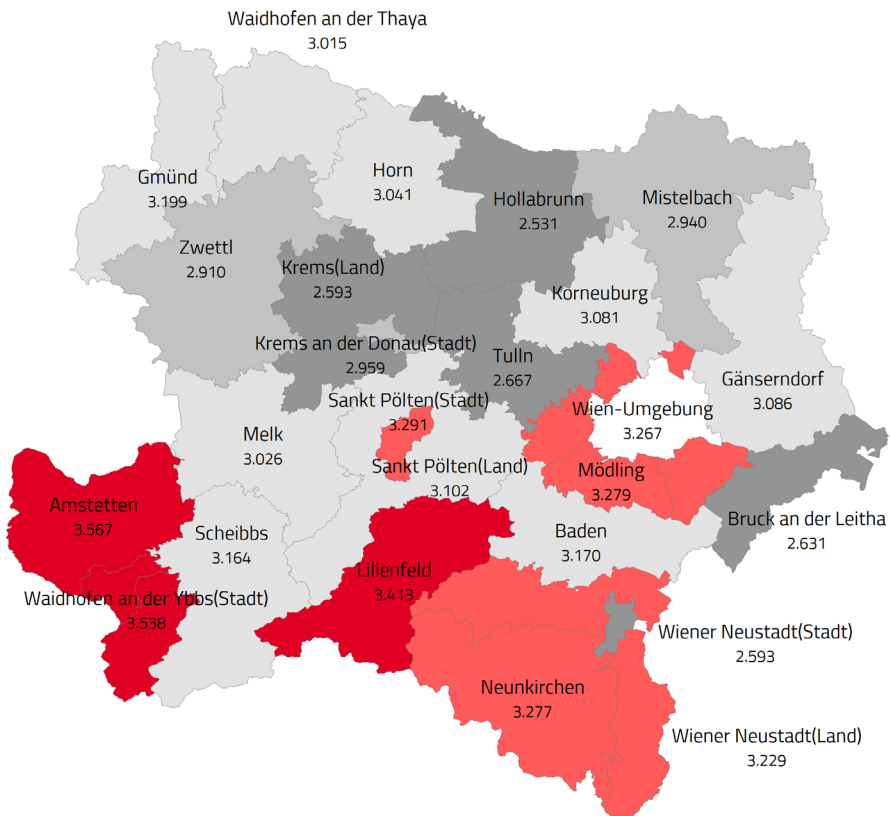 Waidhofen an der Thaya
3.015
Gmünd
3.199
Horn
3.041
Hollabrunn
2.531
Mistelbach
2.940
Zwettl
2.910
Krems(Land)
2.593
Korneuburg
3.081
Krems an der Donau(Stadt)
2.959
Tulln
2.667
Gänserndorf
3.086
Sankt Pölten(Stadt)
3.291
Wien-Umgebung
3.267
Melk
3.026
Sankt Pölten(Land)
3.102
Mödling
3.279
Amstetten
3.567
Scheibbs
3.164
Baden
3.170
Bruck an der Leitha
2.631
Lilienfeld
3.413
Waidhofen an der Ybbs(Stadt)
3.538
Wiener Neustadt(Stadt)
2.593
Neunkirchen
3.277
Wiener Neustadt(Land)
3.229